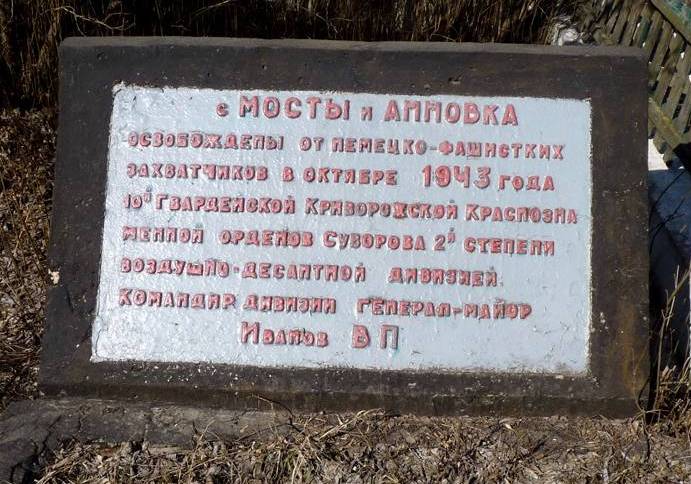 с МОСТЫ и АННОВКА
ОСВОБОЖДЕНЫ ОТ НЕМЕЦКО-ФАШИСТКИХ
ЗАХВАТЧИКОВ В ОКТЯБРЕ 1943 ГОДА
10й ГВАРДЕЙСКОЙ КРИВОРОЖСКОЙ КРАСНОЗНА
МЕННОЙ ОРДЕНОВ СУВОРОВА 2й СТЕПЕНИ
ВОЗДУШНО-ДЕСАНТНОЙ ДИВИЗИЕЙ.
КОМАНДИР ДИВИЗИИ ГЕНЕРАЛ-МАЙОР
ИВАНОВ В П